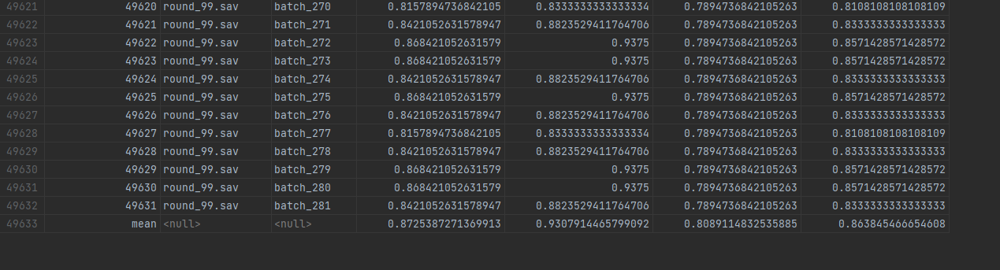 49621 49620 round_99.sav batch_270 0.8157894736842105 0.8333333333333334 0.7894736842105263 0.8108108108108109
49622 49621 round_99.sav batch_271 0.8421052631578947 0.8823529411764706 0.7894736842105263 0.8333333333333333
49623 49622 round_99.sav batch_272 0.868421052631579 0.9375 0.7894736842105263 0.8571428571428572
49624 49623 round_99.sav batch_273 0.868421052631579 0.9375 0.7894736842105263 0.8571428571428572
49625 49624 round_99.sav batch_274 0.8421052631578947 0.8823529411764706 0.7894736842105263 0.8333333333333333
49626 49625 round_99.sav batch_275 0.868421052631579 0.9375 0.7894736842105263 0.8571428571428572
49627 49626 round_99.sav batch_276 0.8421052631578947 0.8823529411764706 0.7894736842105263 0.8333333333333333
49628 49627 round_99.sav batch_277 0.8157894736842105 0.8333333333333334 0.7894736842105263 0.8108108108108109
49629 49628 round_99.sav batch_278 0.8421052631578947 0.8823529411764706 0.7894736842105263 0.8333333333333333
49630 49629 round_99.sav batch_279 0.868421052631579 0.9375 0.7894736842105263 0.8571428571428572
49631 49630 round_99.sav batch_280 0.868421052631579 0.9375 0.7894736842105263 0.8571428571428572
49632 49631 round_99.sav batch_281 0.8421052631578947 0.8823529411764706 0.7894736842105263 0.8333333333333333
49633 mean <null> <null> 0.8725387271369913 0.9307914465799092 0.8089114832535885 0.863845466654608